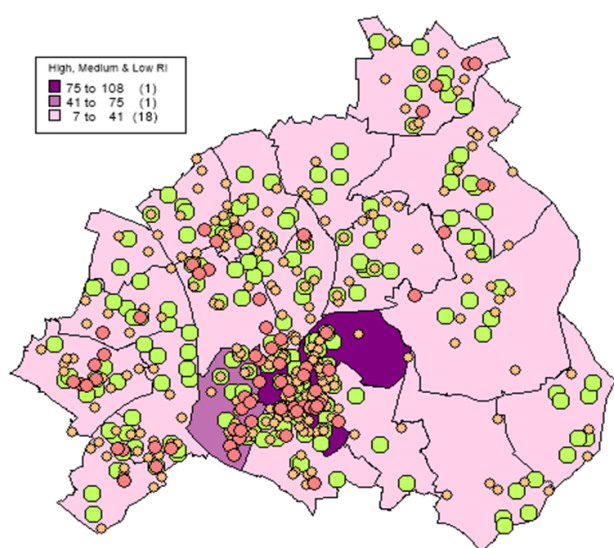 High, Medium & Low RI
75 to 108 (1)
41 to 75 (1)
7 to 41 (18)